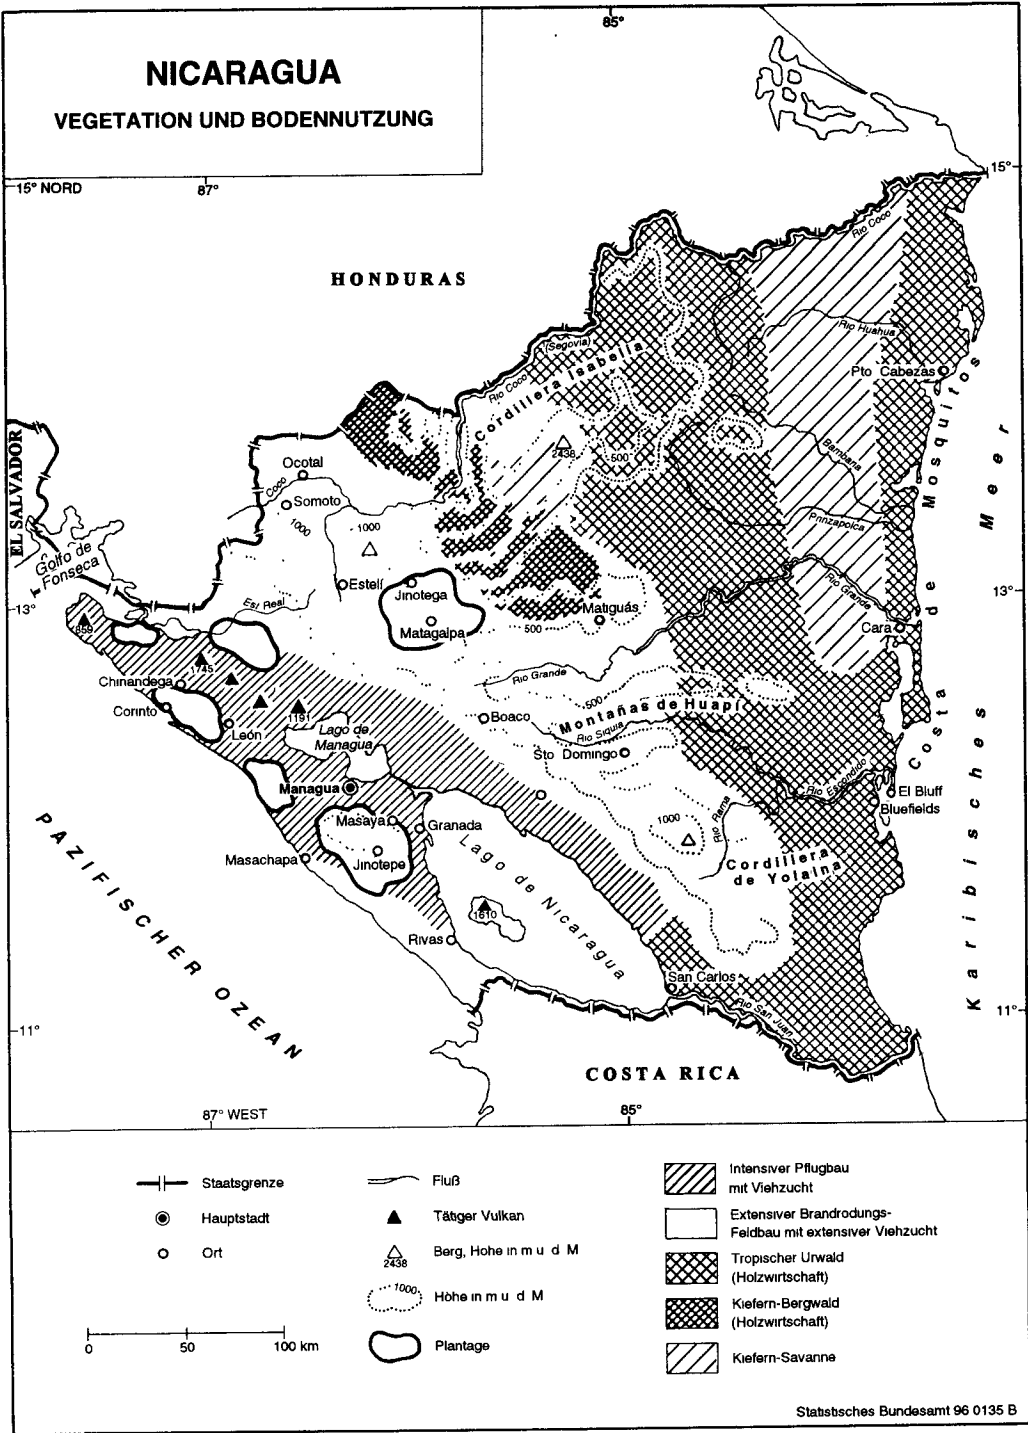 85°
NICARAGUA
VEGETATION UND BODENNUTZUNG
15° NORD
87°
15°
HONDURAS
Rio Coco
Rio Huahua
(Segovia)
Pto Cabezas
Rio Coco
Cordillera Isabelia
EL SALVADOR
2438
500
Bambana
Ocotal
Coco
Somoto
1000
1000
Prinzapolca
Golfo de
Fonseca
13°
Estelí
Jinotega
Est Real
Matagalpa
Matiguás
500
Rio Grande
13°
Cara
859
1745
Chinandega
Corinto
León
1191
Lago de
Managua
Rio Grande
500
Montañas de Huapí
Boaco
Rio Siquia
Sto Domingo
Managua
Rio Escondido
El Bluff
Bluefields
Masaya
Granada
1000
Rio Rama
Masachapa
Jinotepe
Cordillera
de Yolaina
Lago de Nicaragua
1610
Rivas
San Carlos
Rio San Juan
Costa de Mosquitos
Karibisches Meer
PAZIFISCHER OZEAN
11°
11°
COSTA RICA
87° WEST
85°
Staatsgrenze
Hauptstadt
Ort
0 50 100 km
Fluß
Tätiger Vulkan
Berg, Höhe in m u d M
2438
1000
Höhe in m u d M
Plantage
Intensiver Pflugbau
mit Viehzucht
Extensiver Brandrodungs-
Feldbau mit extensiver Viehzucht
Tropischer Urwald
(Holzwirtschaft)
Kiefern-Bergwald
(Holzwirtschaft)
Kiefern-Savanne
Statistisches Bundesamt 96 0135 B